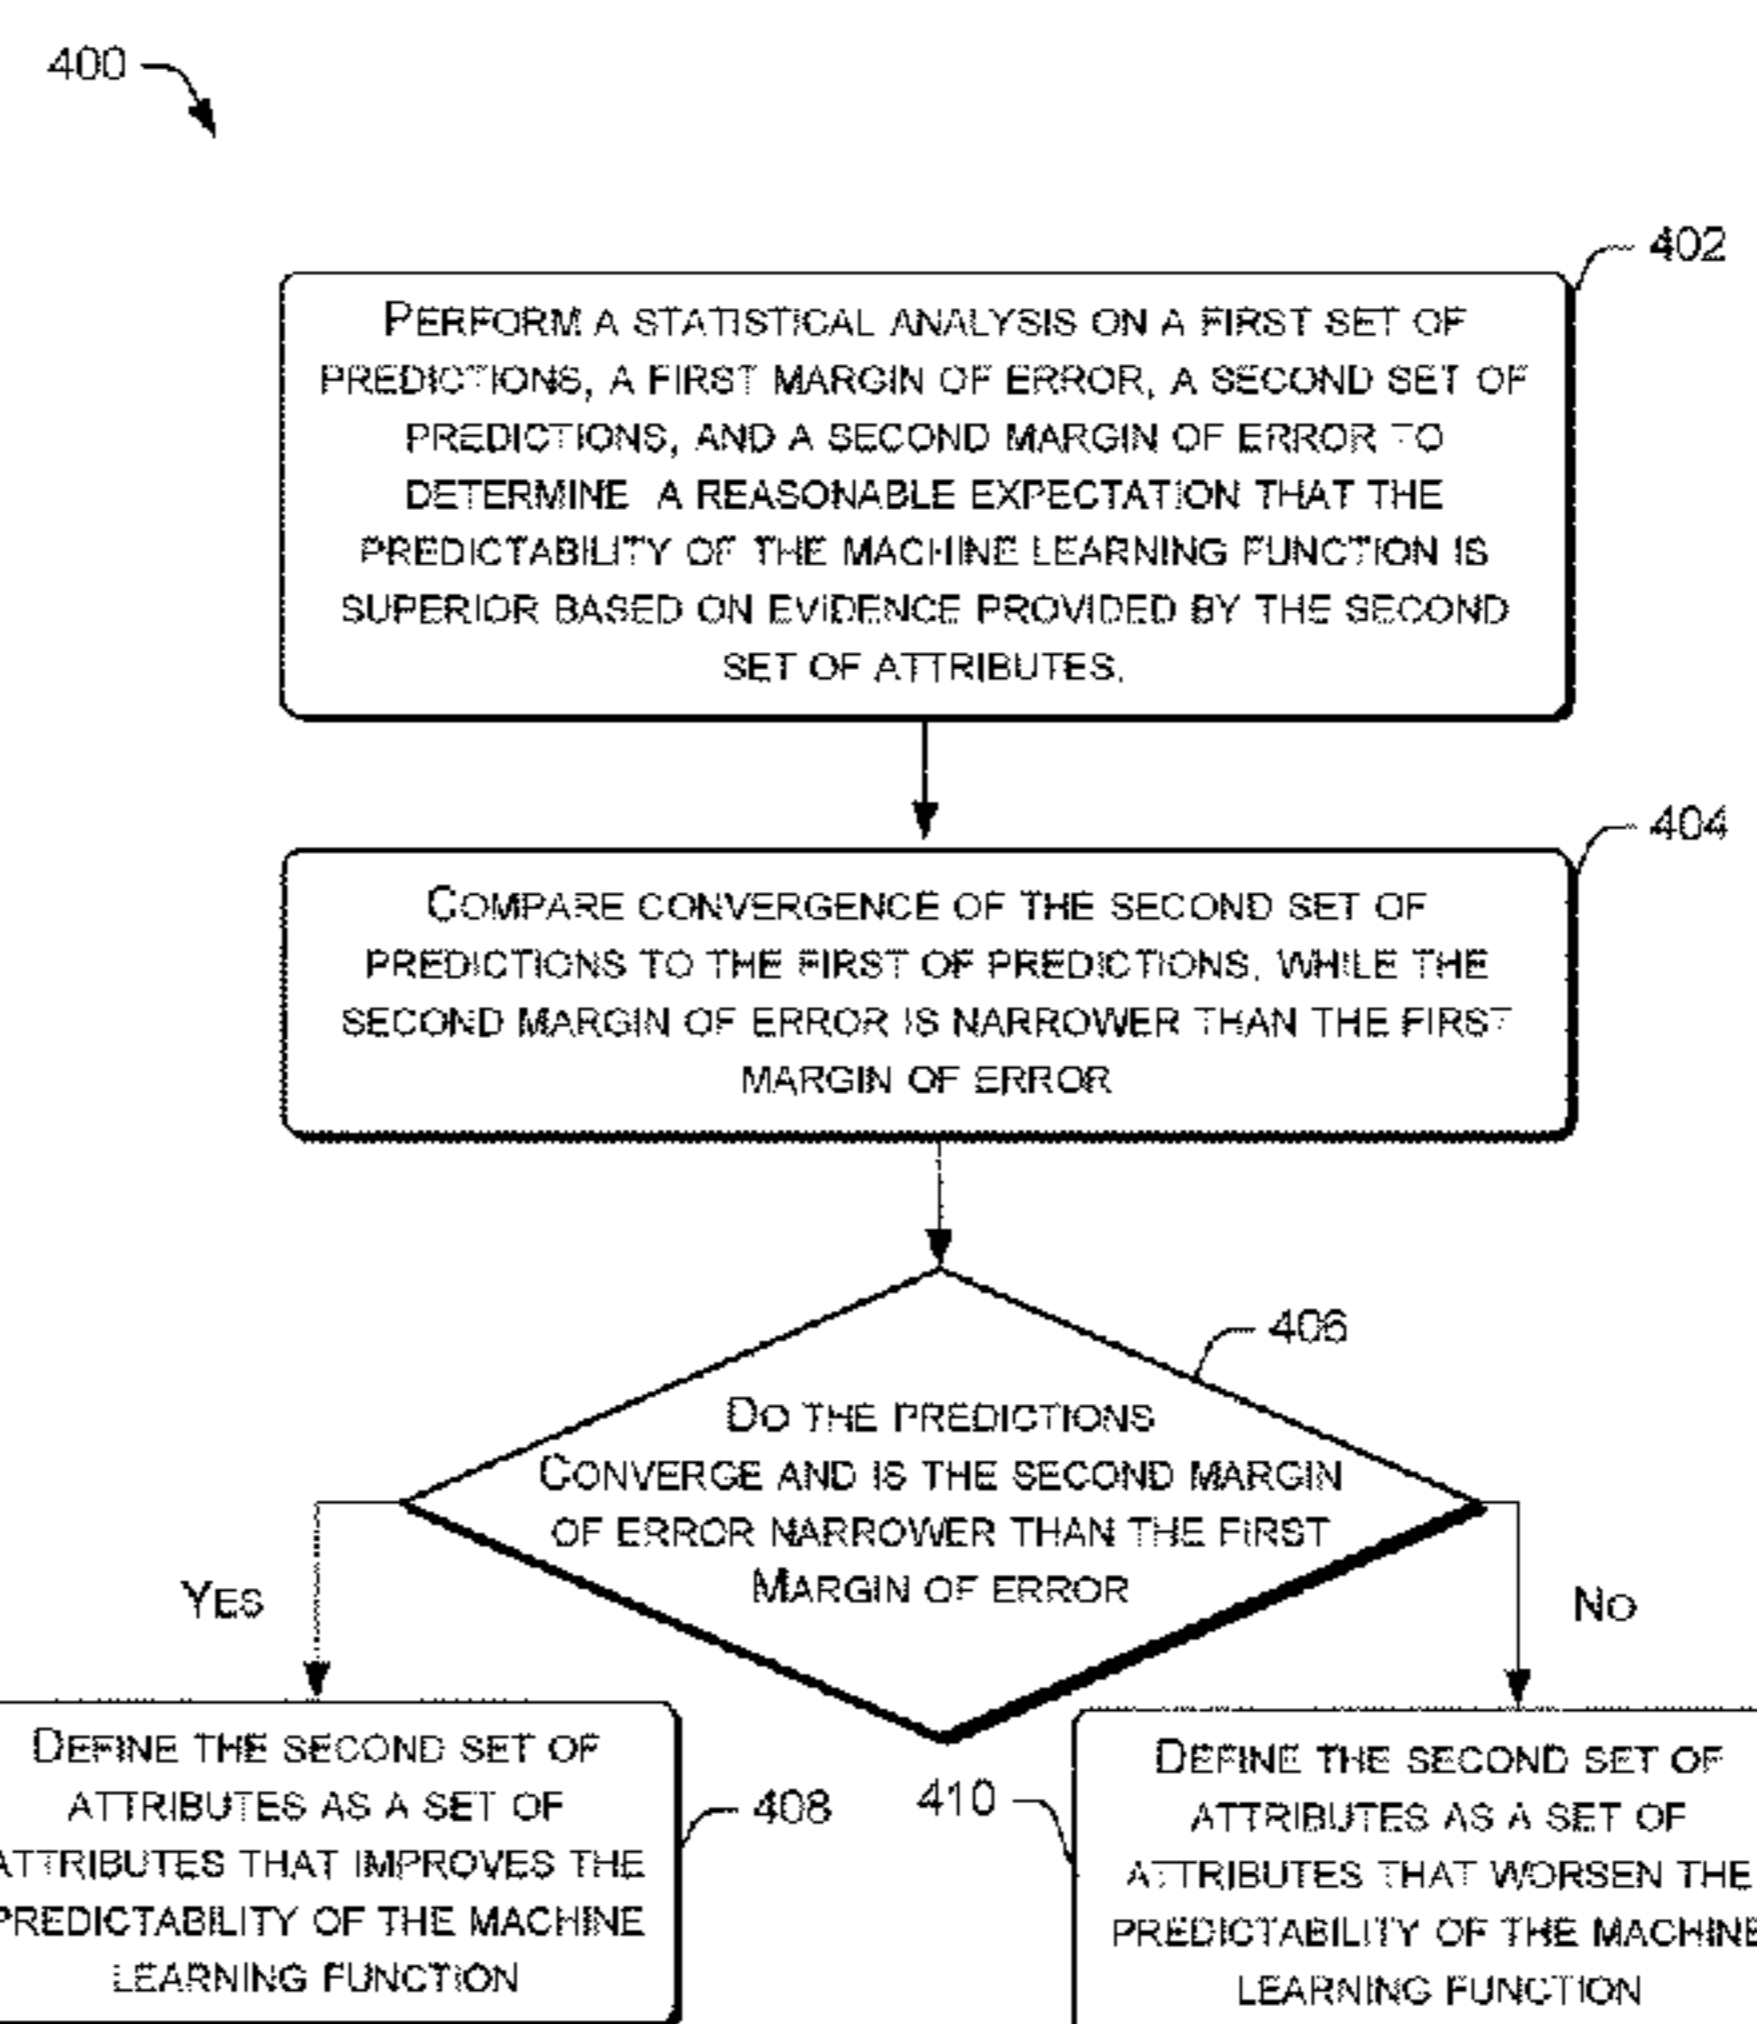 400
402
PERFORM A STATISTICAL ANALYSIS ON A FIRST SET OF
PREDICTIONS, A FIRST MARGIN OF ERROR, A SECOND SET OF
PREDICTIONS, AND A SECOND MARGIN OF ERROR TO
DETERMINE A REASONABLE EXPECTATION THAT THE
PREDICTABILITY OF THE MACHINE LEARNING FUNCTION IS
SUPERIOR BASED ON EVIDENCE PROVIDED BY THE SECOND
SET OF ATTRIBUTES.
404
COMPARE CONVERGENCE OF THE SECOND SET OF
PREDICTIONS TO THE FIRST OF PREDICTIONS, WHILE THE
SECOND MARGIN OF ERROR IS NARROWER THAN THE FIRST
MARGIN OF ERROR
406
DO THE PREDICTIONS
CONVERGE AND IS THE SECOND MARGIN
OF ERROR NARROWER THAN THE FIRST
MARGIN OF ERROR
YES
NO
DEFINE THE SECOND SET OF
ATTRIBUTES AS A SET OF
ATTRIBUTES THAT IMPROVES THE
PREDICTABILITY OF THE MACHINE
LEARNING FUNCTION
408
410
DEFINE THE SECOND SET OF
ATTRIBUTES AS A SET OF
ATTRIBUTES THAT WORSEN THE
PREDICTABILITY OF THE MACHINE
LEARNING FUNCTION